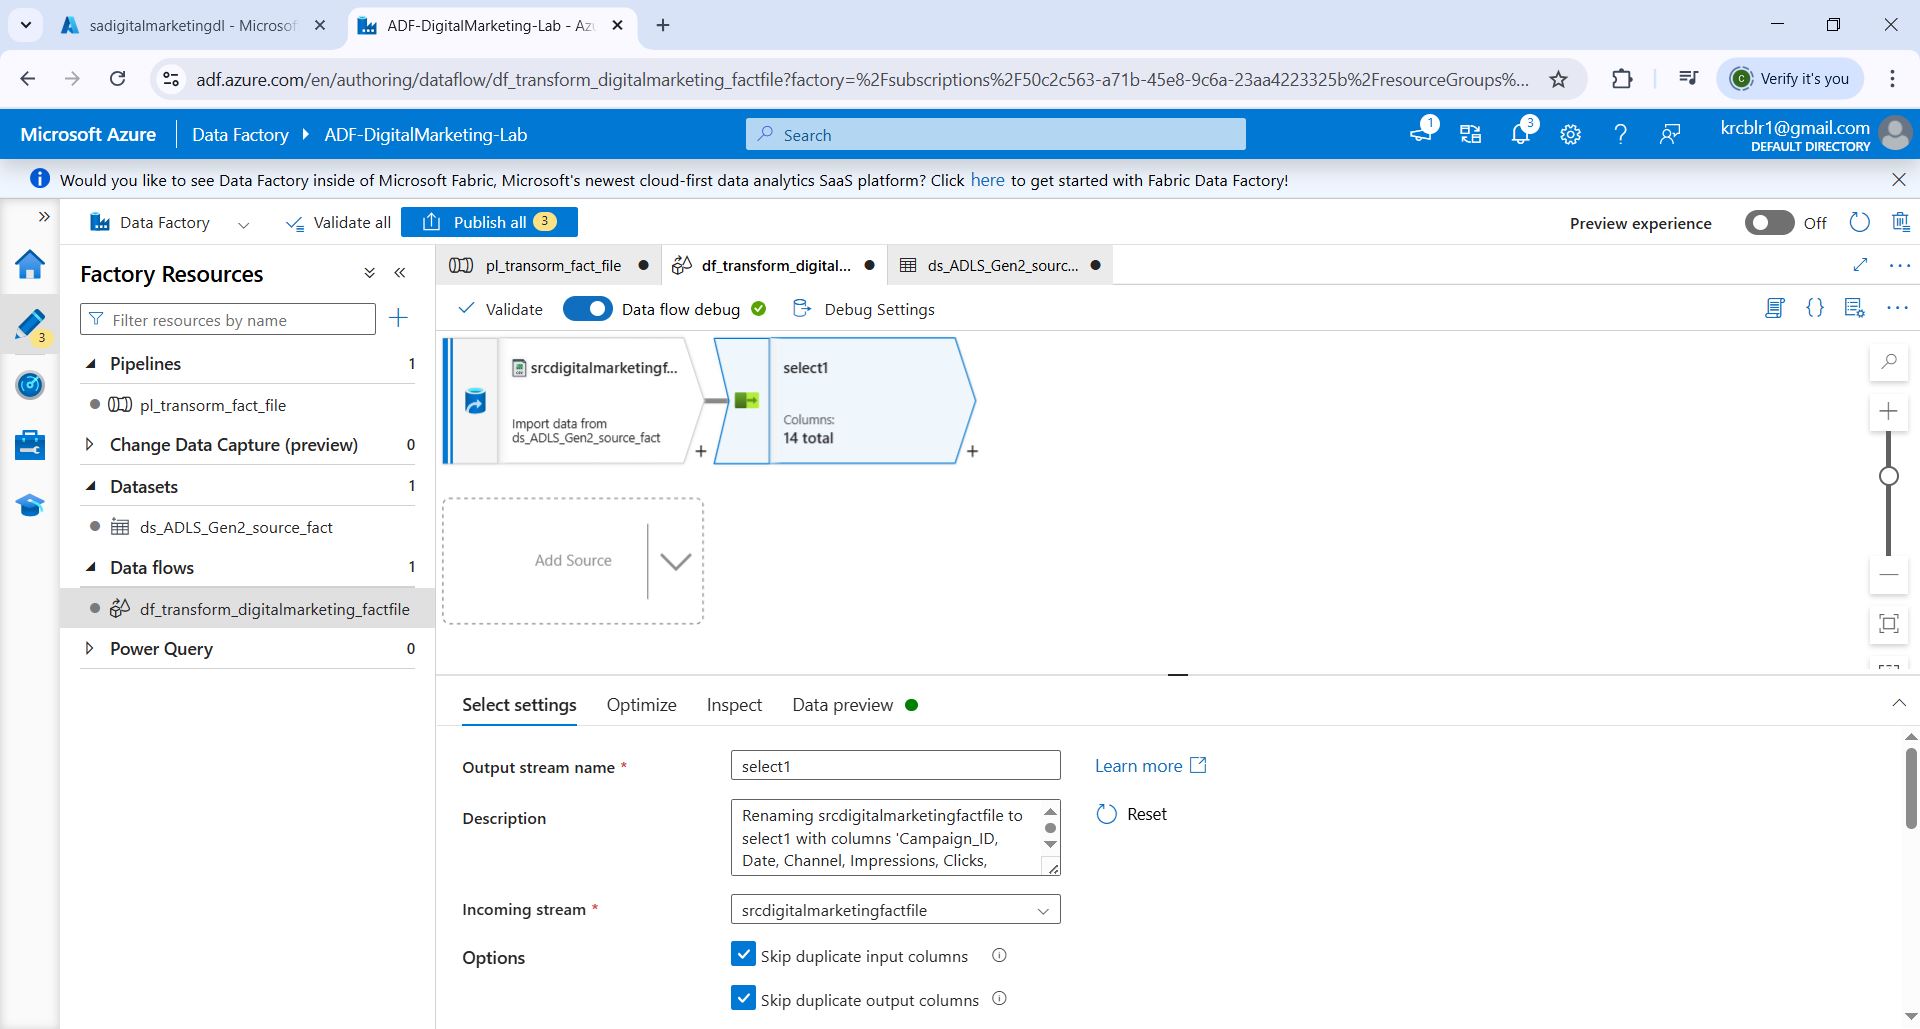 sadigitalmarketingdl - Microsof
ADF-DigitalMarketing-Lab - Az
adf.azure.com/en/authoring/dataflow/df_transform_digitalmarketing_factfile?factory=%2Fsubscriptions%2F50c2c563-a71b-45e8-9c6a-23aa4223325b%2FresourceGroups%...
C Verify it's you
Microsoft Azure
Data Factory
ADF-DigitalMarketing-Lab
Search
1
3
krcblr1@gmail.com
DEFAULT DIRECTORY
Would you like to see Data Factory inside of Microsoft Fabric, Microsoft's newest cloud-first data analytics SaaS platform? Click here to get started with Fabric Data Factory!
Data Factory
Validate all
Publish all 3
Preview experience
Off
Factory Resources
Filter resources by name
3
Pipelines 1
pl_transorm_fact_file
Change Data Capture (preview) 0
Datasets 1
ds_ADLS_Gen2_source_fact
Data flows 1
df_transform_digitalmarketing_factfile
Power Query 0
pl_transorm_fact_file
df_transform_digital...
ds_ADLS_Gen2_sourc...
Validate
Data flow debug
Debug Settings
srcdigitalmarketingf...
Import data from
ds_ADLS_Gen2_source_fact
select1
Columns:
14 total
Add Source
Select settings
Optimize
Inspect
Data preview
Output stream name *
select1
Learn more
Description
Renaming srcdigitalmarketingfactfile to
select1 with columns 'Campaign_ID,
Date, Channel, Impressions, Clicks,
Reset
Incoming stream *
srcdigitalmarketingfactfile
Options
Skip duplicate input columns
Skip duplicate output columns